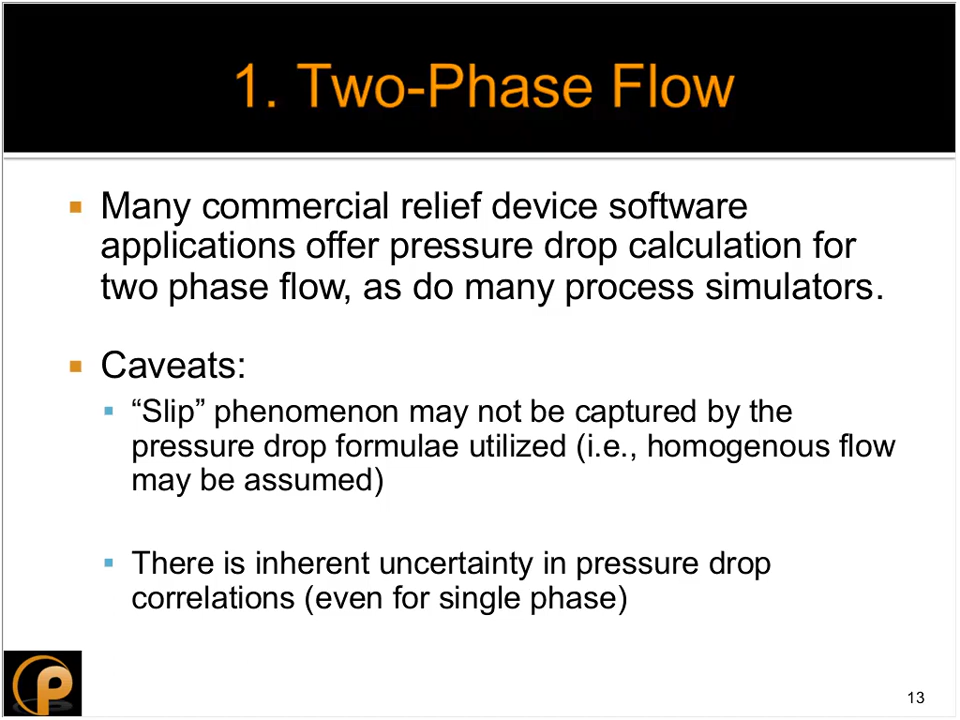 1. Two-Phase Flow
Many commercial relief device software
applications offer pressure drop calculation for
two phase flow, as do many process simulators.
Caveats:
“Slip” phenomenon may not be captured by the
pressure drop formulae utilized (i.e., homogenous flow
may be assumed)
There is inherent uncertainty in pressure drop
correlations (even for single phase)
P
13